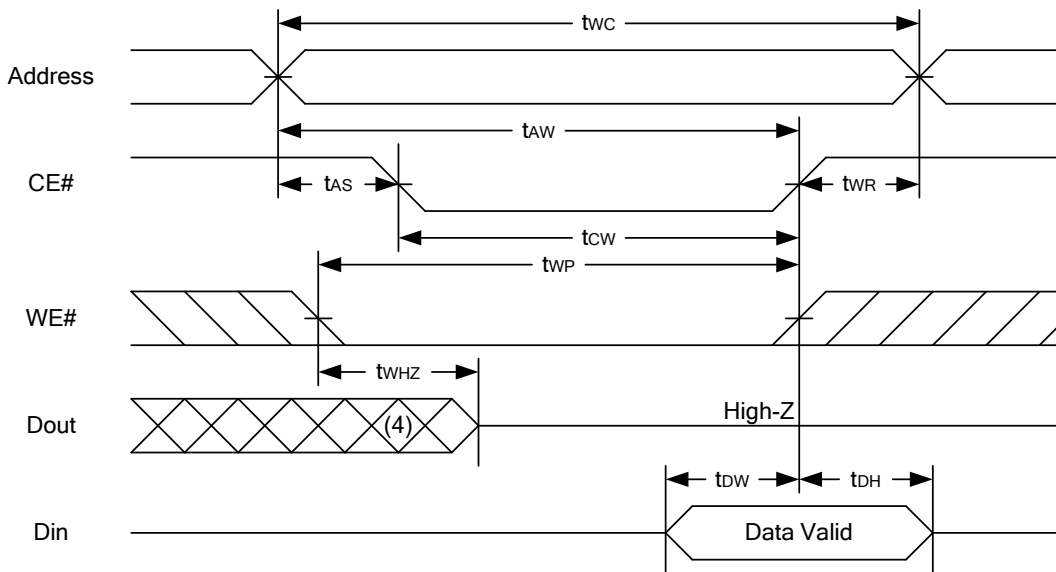 tWC
Address
tAW
CE#
tAS
tWR
tCW
tWP
WE#
tWHZ
Dout
(4)
High-Z
tDW
tDH
Din
Data Valid